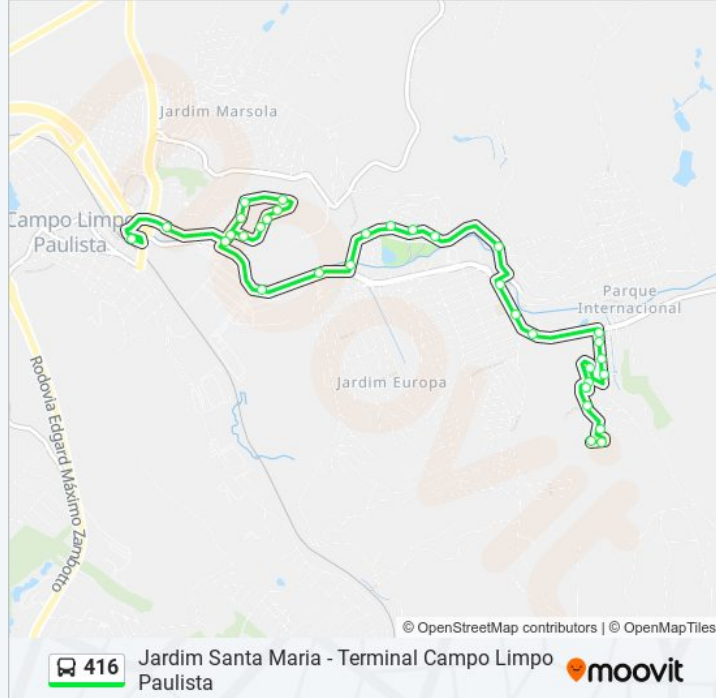 Jardim Marsola
Campo Limpo
Paulista
Parque
Internacional
Jardim Europa
Rodovia Edgard Máximo Zambotto
moovit
© OpenStreetMap contributors | © OpenMapTiles
416
Jardim Santa Maria - Terminal Campo Limpo
Paulista
moovit